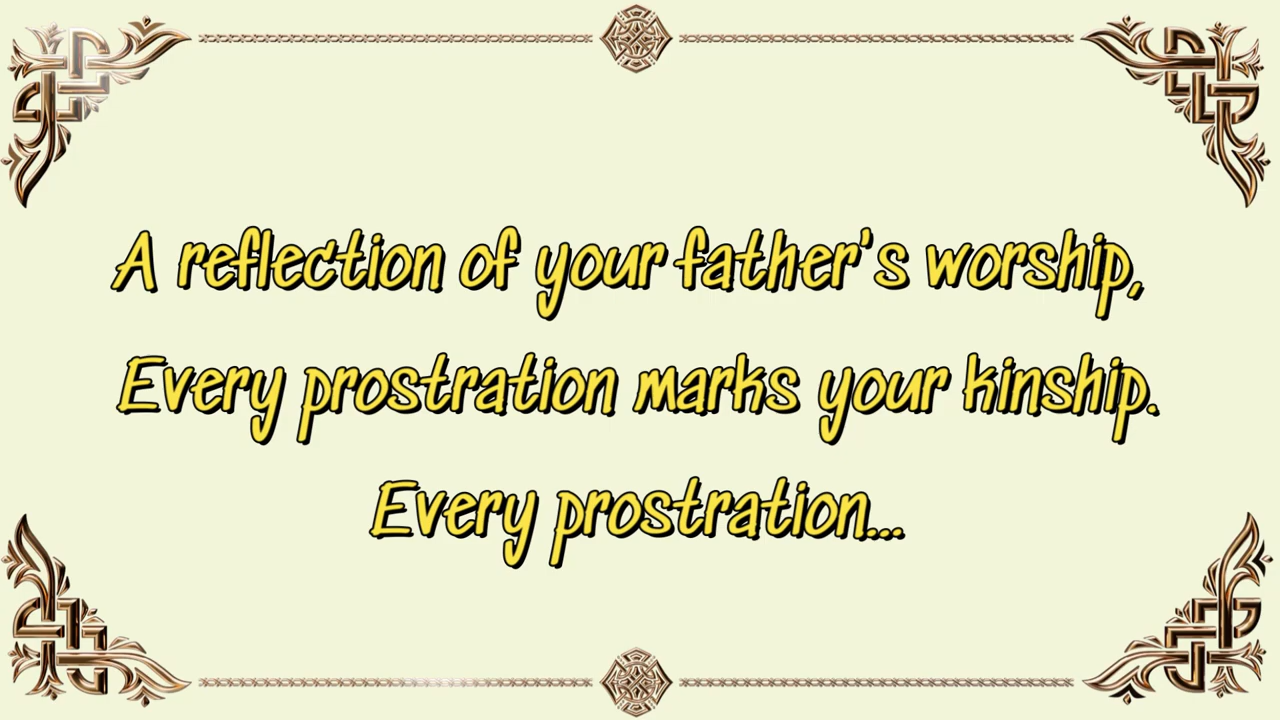 A reflection of your father's worship,
Every prostration marks your kinship.
Every prostration...